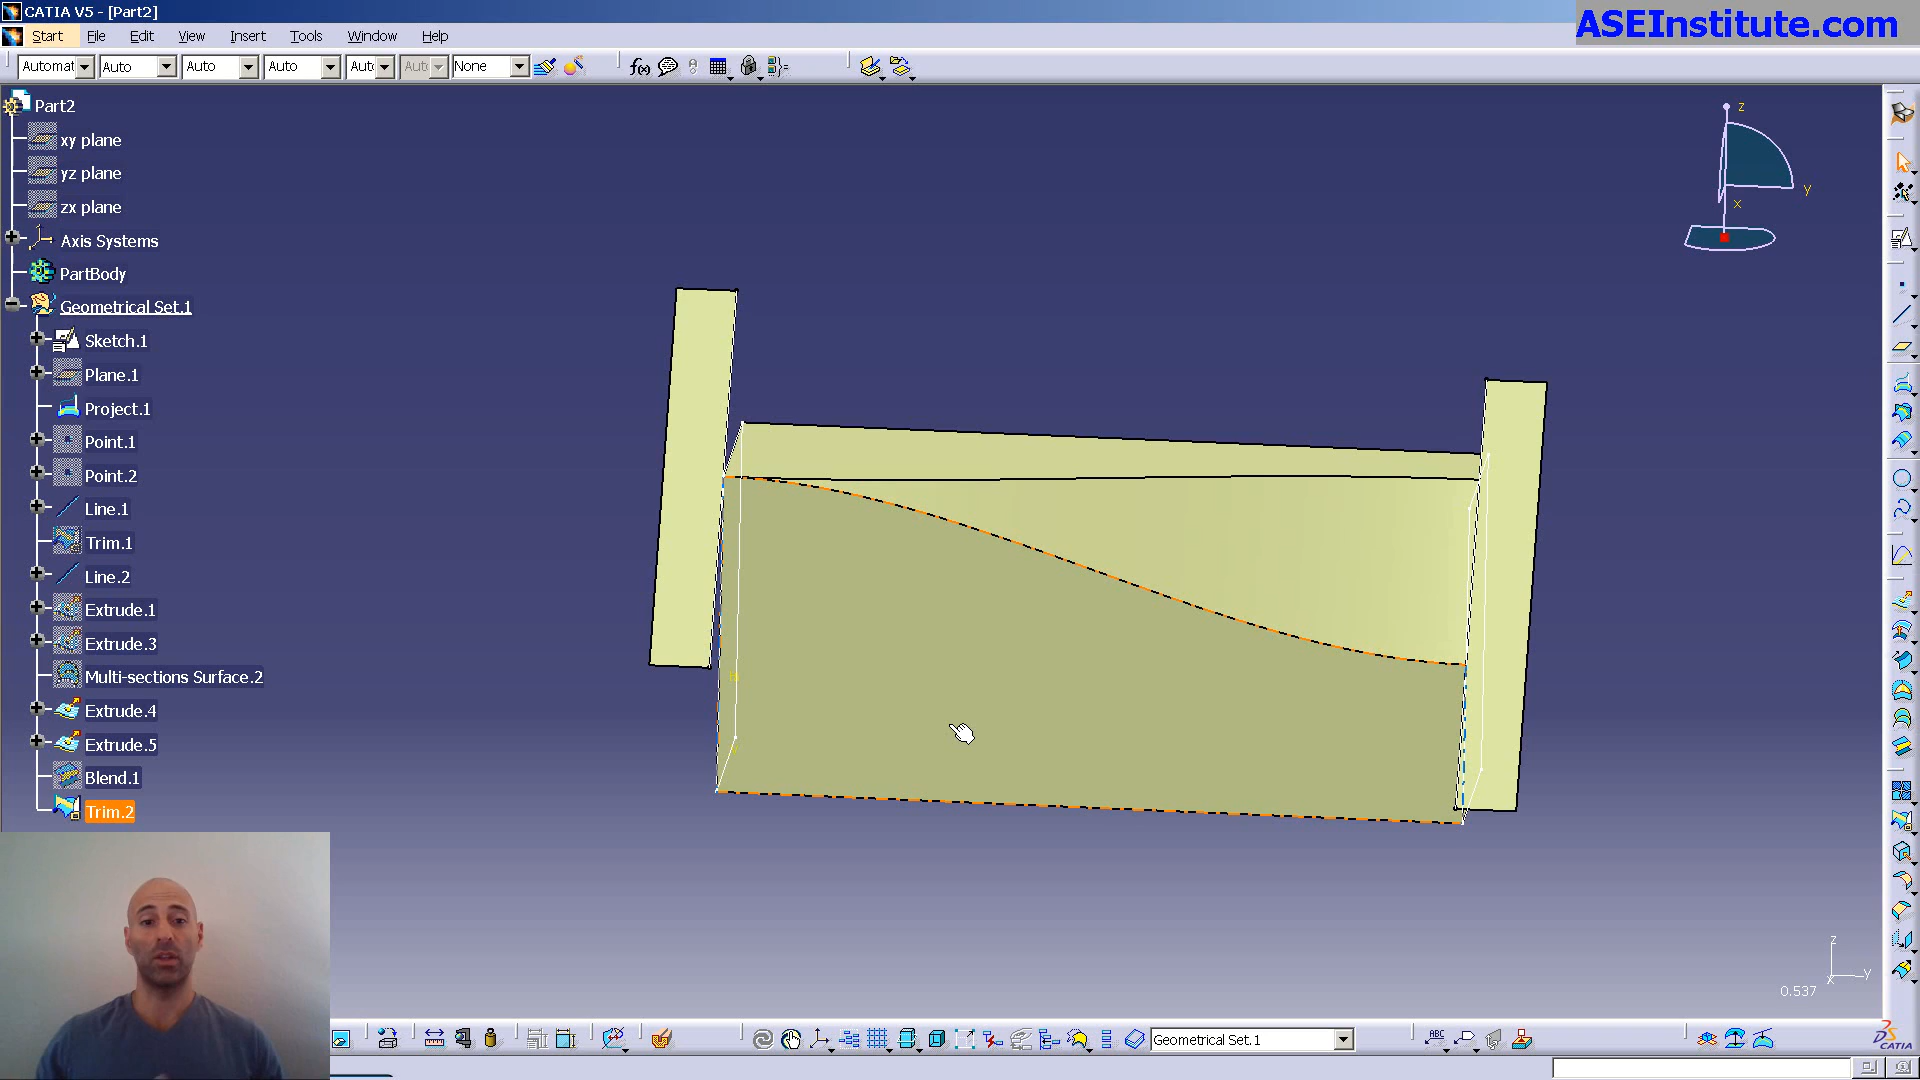 CATIA V5 - [Part2]
ASEInstitute.com
Start File Edit View Insert Tools Window Help
Automat Auto Auto Auto Auto None
f(x)
Part2
xy plane
yz plane
zx plane
Axis Systems
PartBody
Geometrical Set.1
Sketch.1
Plane.1
Project.1
Point.1
Point.2
Line.1
Trim.1
Line.2
Extrude.1
Extrude.3
Multi-sections Surface.2
Extrude.4
Extrude.5
Blend.1
Trim.2
z
y
x
z
y
x
0.537
Geometrical Set.1
ABC
CATIA